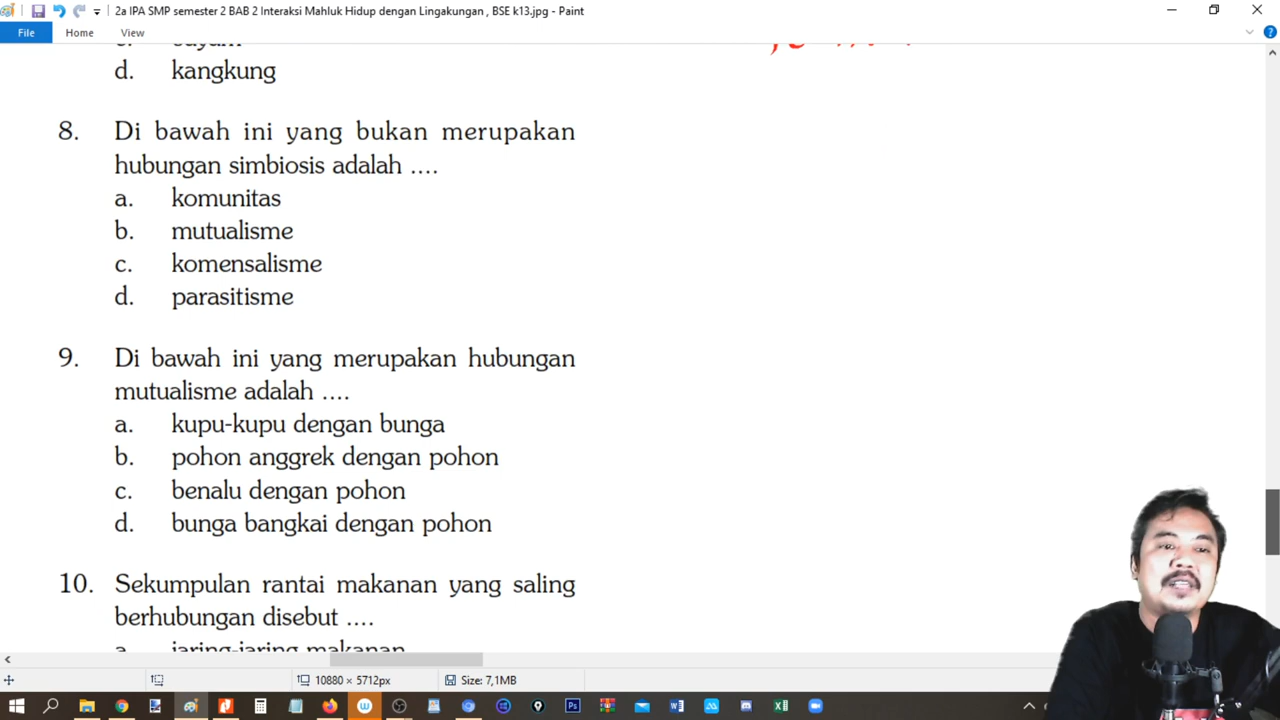 2a IPA SMP semester 2 BAB 2 Interaksi Mahluk Hidup dengan Lingakungan , BSE k13.jpg - Paint
File Home View
d. kangkung
8. Di bawah ini yang bukan merupakan
hubungan simbiosis adalah ....
a. komunitas
b. mutualisme
c. komensalisme
d. parasitisme
9. Di bawah ini yang merupakan hubungan
mutualisme adalah ....
a. kupu-kupu dengan bunga
b. pohon anggrek dengan pohon
c. benalu dengan pohon
d. bunga bangkai dengan pohon
10. Sekumpulan rantai makanan yang saling
berhubungan disebut ....
a. jaring-jaring makanan
10880 × 5712px Size: 7,1MB